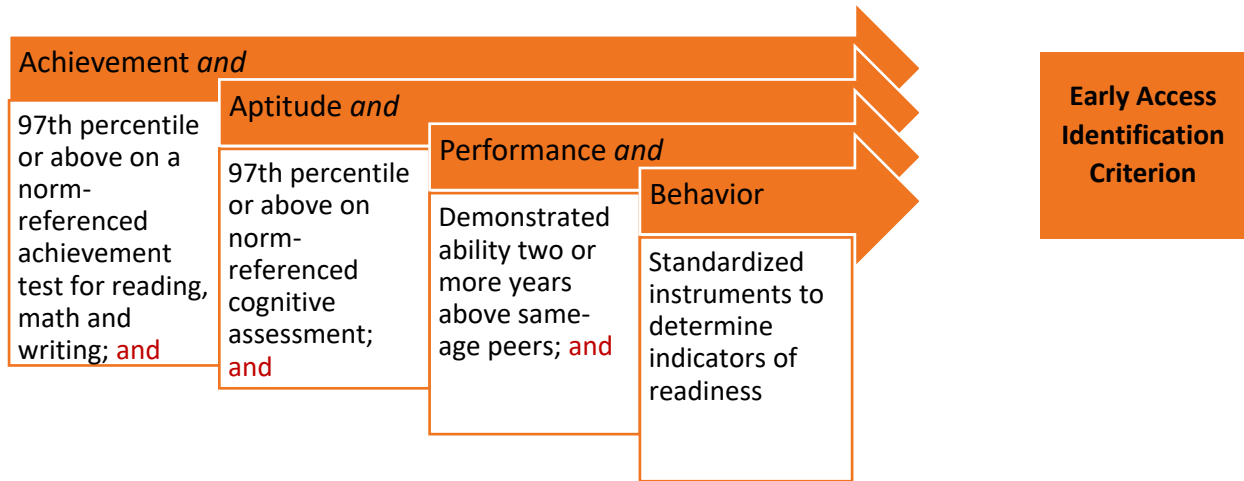 Achievement and
97th percentile
or above on a
norm-
referenced
achievement
test for reading,
math and
writing; and
Aptitude and
97th percentile
or above on
norm-
referenced
cognitive
assessment;
and
Performance and
Demonstrated
ability two or
more years
above same-
age peers; and
Behavior
Standardized
instruments to
determine
indicators of
readiness
Early Access
Identification
Criterion